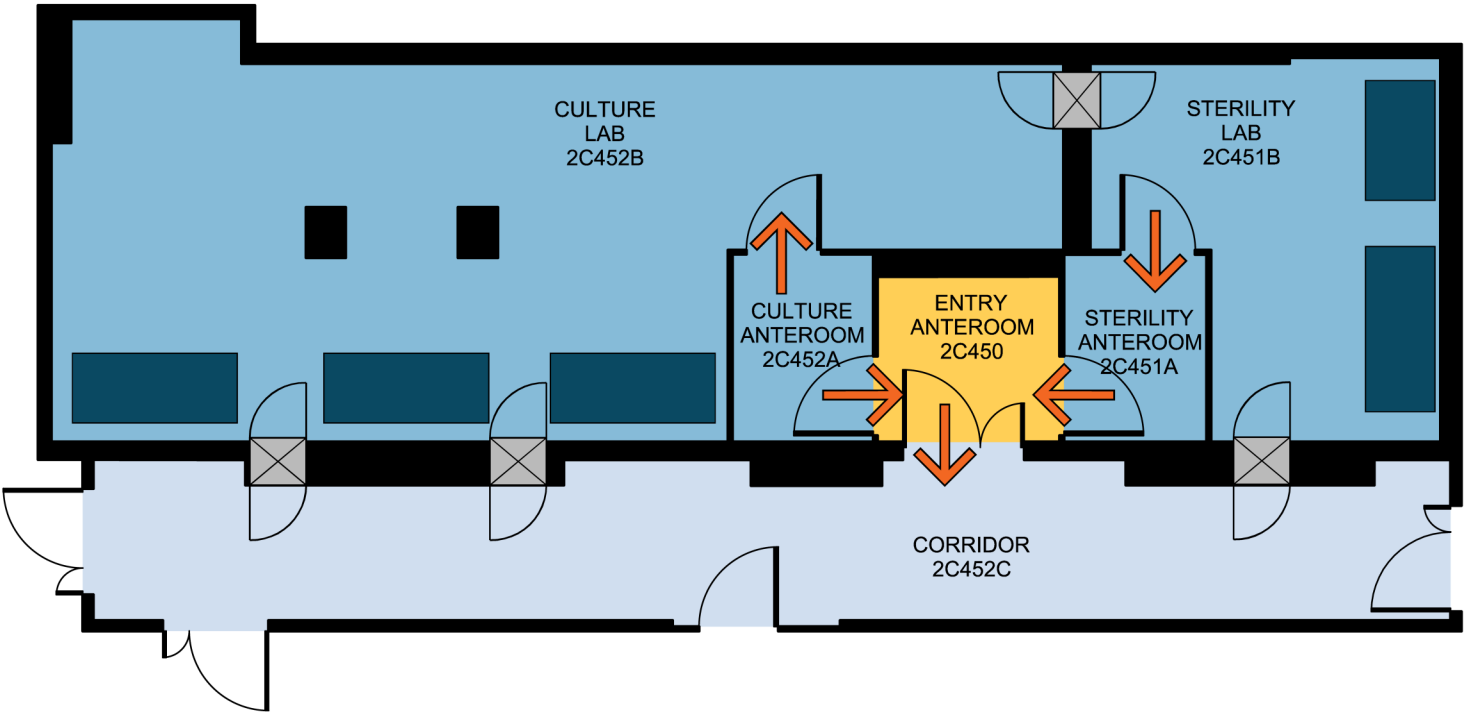 CULTURE
LAB
2C452B
STERILITY
LAB
2C451B
CULTURE
ANTEROOM
2C452A
ENTRY
ANTEROOM
2C450
STERILITY
ANTEROOM
2C451A
CORRIDOR
2C452C